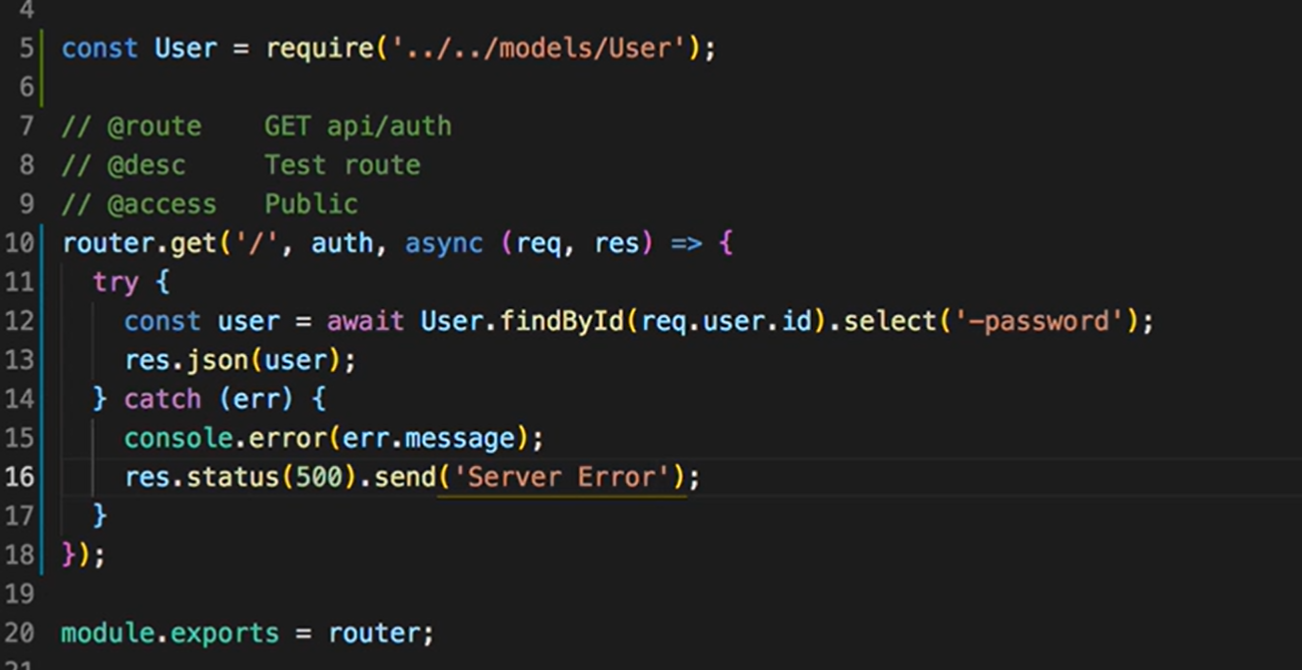 4
5 const User = require('../../models/User');
6
7 // @route    GET api/auth
8 // @desc     Test route
9 // @access   Public
10 router.get('/', auth, async (req, res) => {
11   try {
12     const user = await User.findById(req.user.id).select('-password');
13     res.json(user);
14   } catch (err) {
15     console.error(err.message);
16     res.status(500).send('Server Error');
17   }
18 });
19
20 module.exports = router;
21